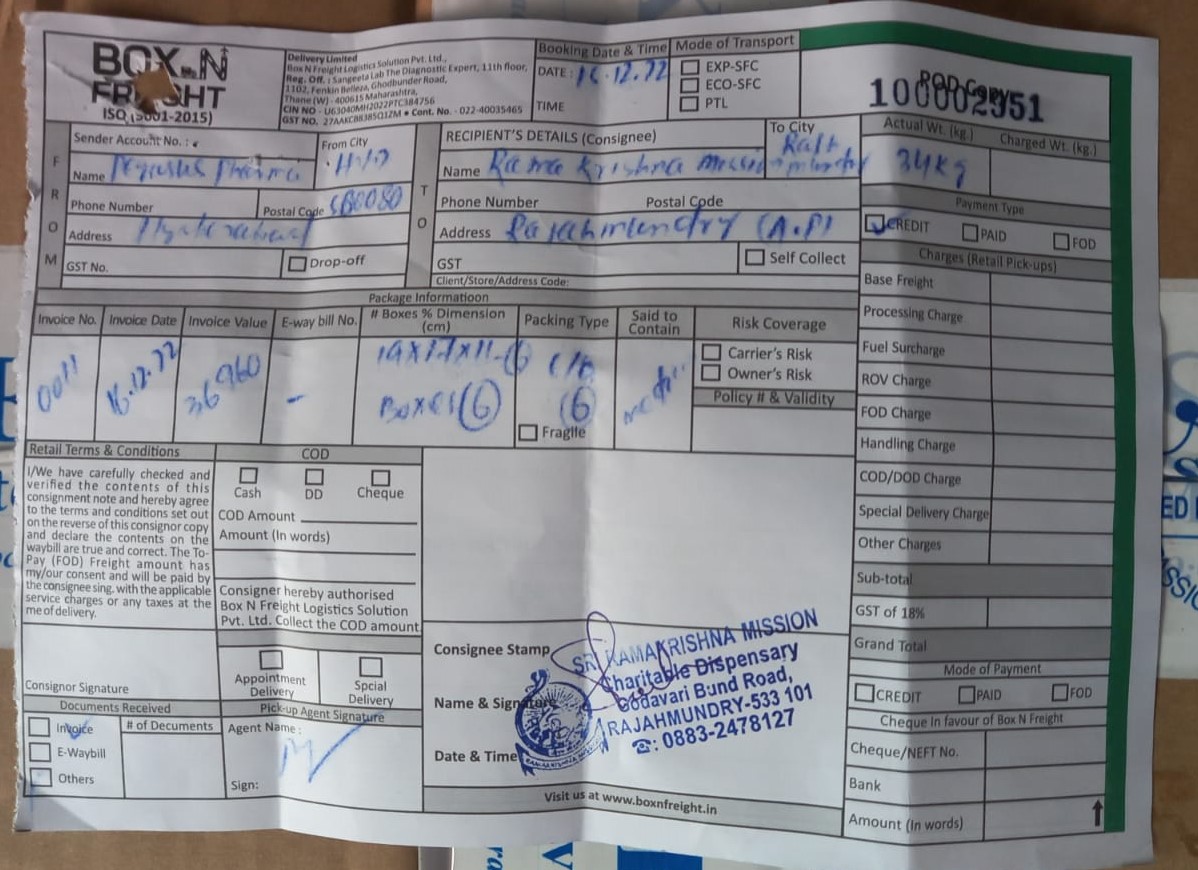 BOX N
FREIGHT
ISO (9001-2015)
Delivery Limited
Box N Freight Logistics Solution Pvt. Ltd.,
Reg. Off. : Sangeeta Lab The Diagnostic Expert, 11th floor,
1102, Fenkin Belleza, Ghodbunder Road,
Thane (W) - 400615 Maharashtra,
CIN NO - U63040MH2022PTC384756 • Cont. No. - 022-40035465
GST NO. 27AAKCB8385Q1ZM
Booking Date & Time
DATE : 16.12.22
TIME
Mode of Transport
EXP-SFC
ECO-SFC
PTL
POD Copy
100002951
FROM
Sender Account No. :
From City
HYD
Name Pegasus Pharma
Phone Number
Postal Code 500080
Address Hyderabad
GST No.
Drop-off
TO
RECIPIENT'S DETAILS (Consignee)
To City
Name Rama Krishna Mission
Phone Number
Postal Code
Address Rajahmundry (A.P)
GST
Self Collect
Client/Store/Address Code:
Actual Wt. (kg.)
Charged Wt. (kg.)
34Kg
Payment Type
CREDIT
PAID
FOD
Charges (Retail Pick-ups)
Base Freight
Processing Charge
Fuel Surcharge
ROV Charge
FOD Charge
Handling Charge
COD/DOD Charge
Special Delivery Charge
Other Charges
Sub-total
GST of 18%
Grand Total
Mode of Payment
CREDIT
PAID
FOD
Cheque In favour of Box N Freight
Cheque/NEFT No.
Bank
Amount (In words)
Package Informatioon
Invoice No.
Invoice Date
Invoice Value
E-way bill No.
# Boxes % Dimension (cm)
Packing Type
Said to Contain
Risk Coverage
0011
16.12.22
36960
-
19x17x11-6
Boxes (6)
C/B
(6)
Fragile
Carrier's Risk
Owner's Risk
Policy # & Validity
Retail Terms & Conditions
I/We have carefully checked and
verified the contents of this
consignment note and hereby agree
to the terms and conditions set out
on the reverse of this consignor copy
and declare the contents on the
waybill are true and correct. The To-
Pay (FOD) Freight amount has
my/our consent and will be paid by
the consignee sing. with the applicable
service charges or any taxes at the
me of delivery.
Consignor Signature
COD
Cash
DD
Cheque
COD Amount
Amount (In words)
Consigner hereby authorised
Box N Freight Logistics Solution
Pvt. Ltd. Collect the COD amount
Appointment Delivery
Spcial Delivery
Documents Received
Invoice
E-Waybill
Others
# of Documents
Pick-up Agent Signature
Agent Name :
Sign:
Consignee Stamp
Name & Signature
Date & Time
SRI RAMAKRISHNA MISSION
Charitable Dispensary
Godavari Bund Road,
RAJAHMUNDRY-533 101
☎: 0883-2478127
Visit us at www.boxnfreight.in